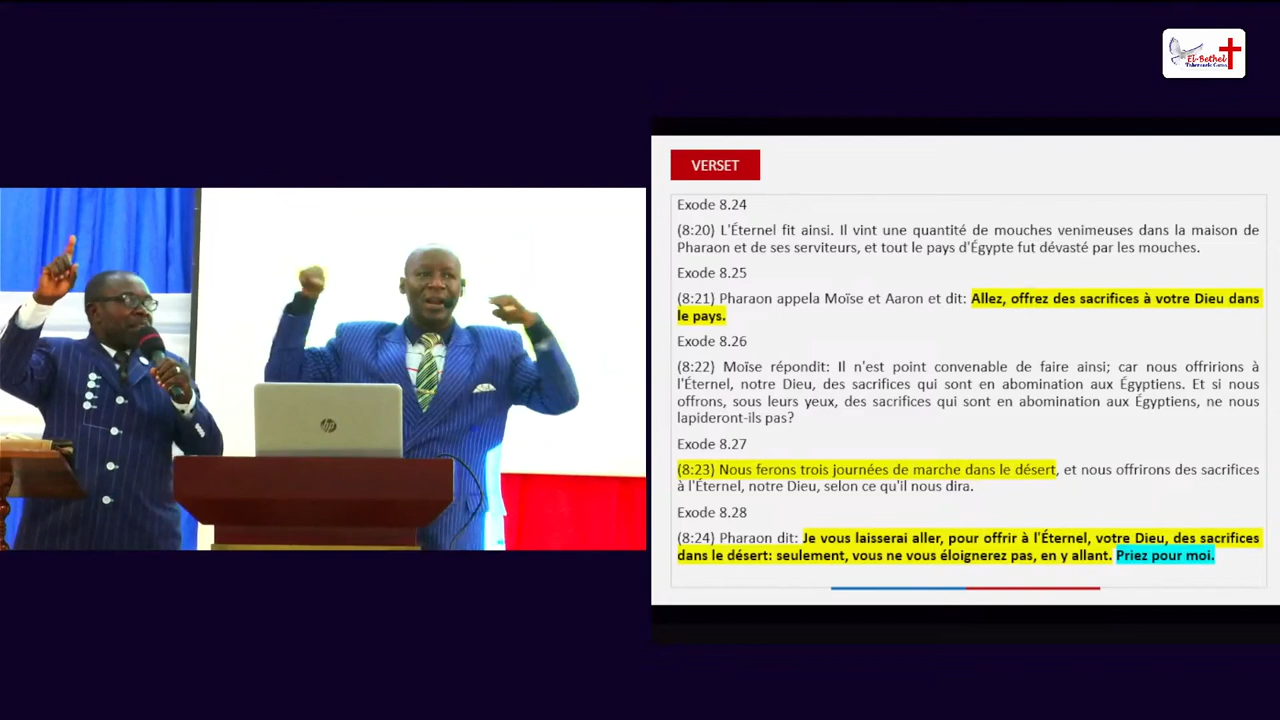 El-Bethel
Tabernacle Goma
VERSET
Exode 8.24
(8:20) L'Éternel fit ainsi. Il vint une quantité de mouches venimeuses dans la maison de
Pharaon et de ses serviteurs, et tout le pays d'Égypte fut dévasté par les mouches.
Exode 8.25
(8:21) Pharaon appela Moïse et Aaron et dit: Allez, offrez des sacrifices à votre Dieu dans
le pays.
Exode 8.26
(8:22) Moïse répondit: Il n'est point convenable de faire ainsi; car nous offririons à
l'Éternel, notre Dieu, des sacrifices qui sont en abomination aux Égyptiens. Et si nous
offrons, sous leurs yeux, des sacrifices qui sont en abomination aux Égyptiens, ne nous
lapideront-ils pas?
Exode 8.27
(8:23) Nous ferons trois journées de marche dans le désert, et nous offrirons des sacrifices
à l'Éternel, notre Dieu, selon ce qu'il nous dira.
Exode 8.28
(8:24) Pharaon dit: Je vous laisserai aller, pour offrir à l'Éternel, votre Dieu, des sacrifices
dans le désert: seulement, vous ne vous éloignerez pas, en y allant. Priez pour moi.
hp